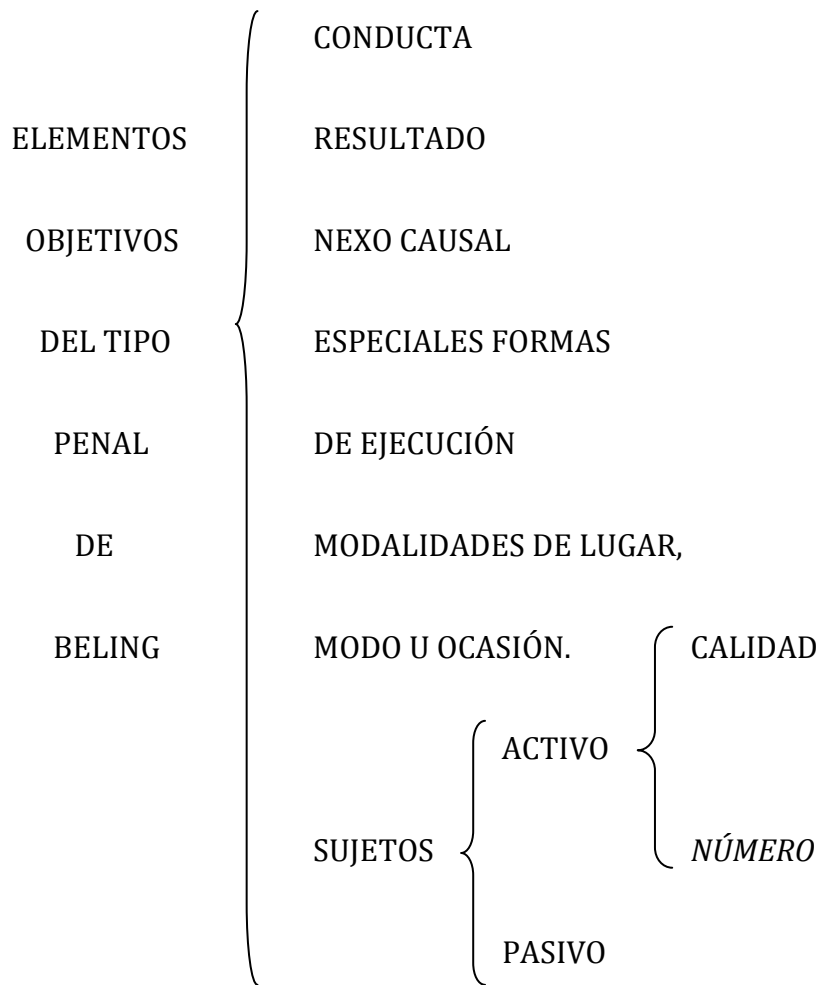 CONDUCTA
ELEMENTOS RESULTADO
OBJETIVOS NEXO CAUSAL
DEL TIPO ESPECIALES FORMAS
PENAL DE EJECUCIÓN
DE MODALIDADES DE LUGAR,
BELING MODO U OCASIÓN. CALIDAD
ACTIVO
SUJETOS NÚMERO
PASIVO